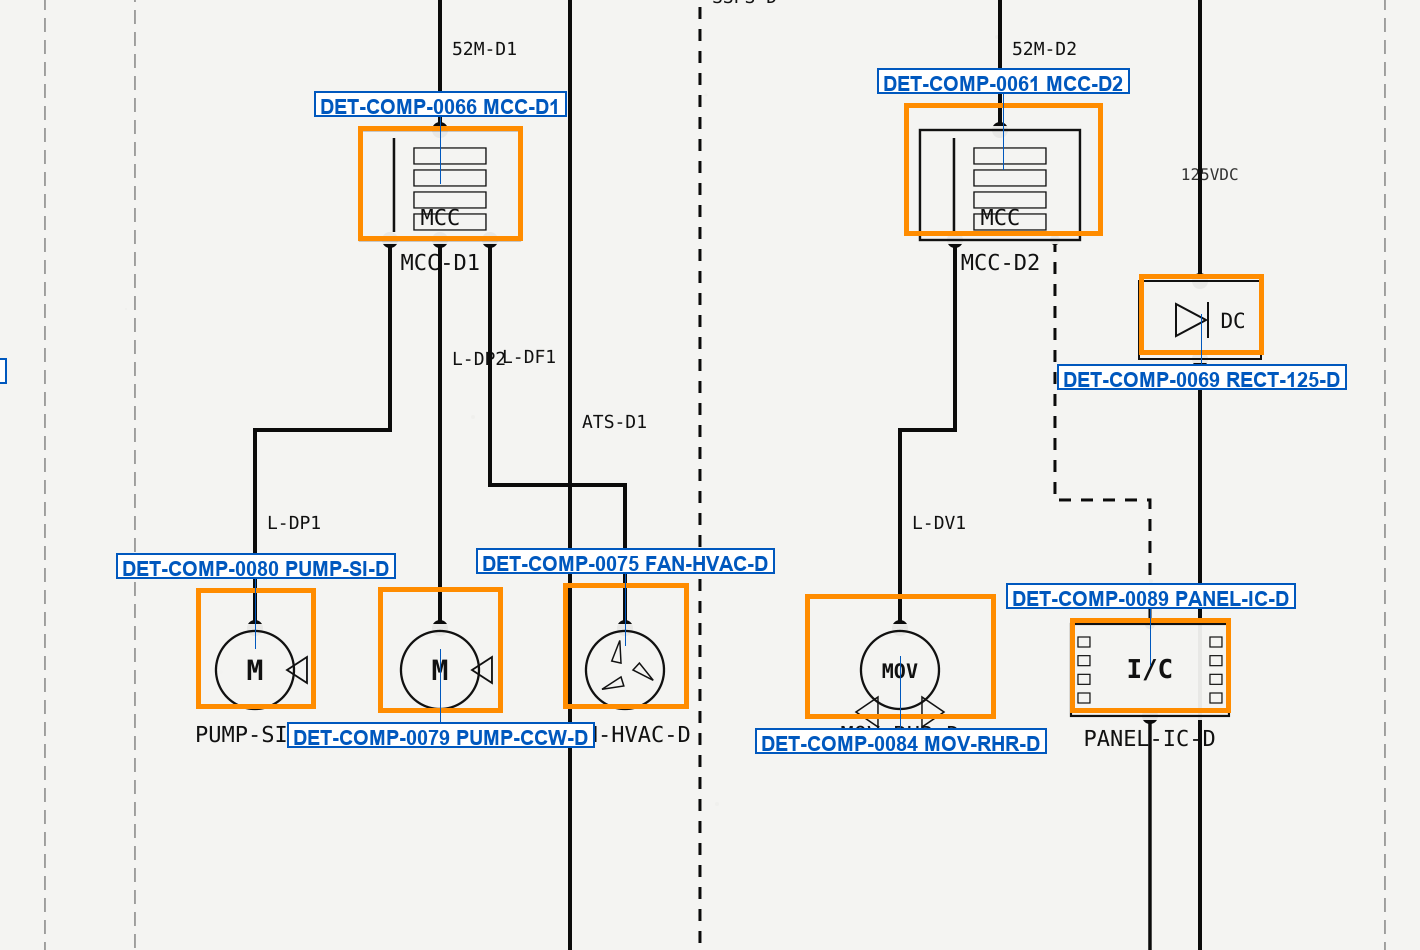 52M-D1
52M-D2
DET-COMP-0066 MCC-D1
DET-COMP-0061 MCC-D2
125VDC
MCC
MCC
MCC-D1
MCC-D2
DC
L-DP2
L-DF1
DET-COMP-0069 RECT-125-D
ATS-D1
L-DP1
L-DV1
DET-COMP-0080 PUMP-SI-D
DET-COMP-0075 FAN-HVAC-D
DET-COMP-0089 PANEL-IC-D
M
M
MOV
I/C
PUMP-SI
DET-COMP-0079 PUMP-CCW-D
-HVAC-D
DET-COMP-0084 MOV-RHR-D
PANEL-IC-D